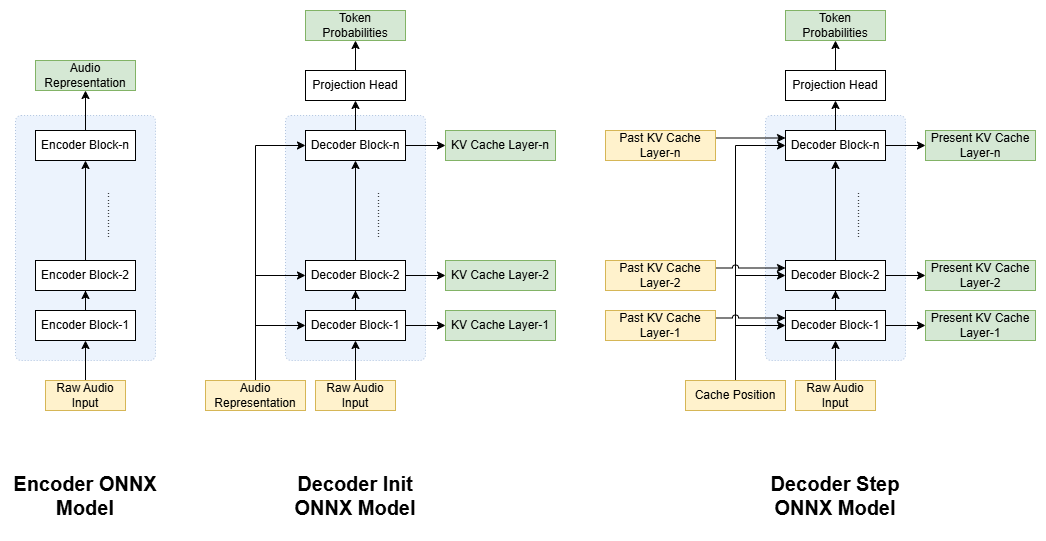 Audio
Representation
Encoder Block-n
Encoder Block-2
Encoder Block-1
Raw Audio
Input
Encoder ONNX
Model
Token
Probabilities
Projection Head
Decoder Block-n
KV Cache Layer-n
Decoder Block-2
KV Cache Layer-2
Decoder Block-1
KV Cache Layer-1
Audio
Representation
Raw Audio
Input
Decoder Init
ONNX Model
Token
Probabilities
Projection Head
Past KV Cache
Layer-n
Decoder Block-n
Present KV Cache
Layer-n
Past KV Cache
Layer-2
Decoder Block-2
Present KV Cache
Layer-2
Past KV Cache
Layer-1
Decoder Block-1
Present KV Cache
Layer-1
Cache Position
Raw Audio
Input
Decoder Step
ONNX Model